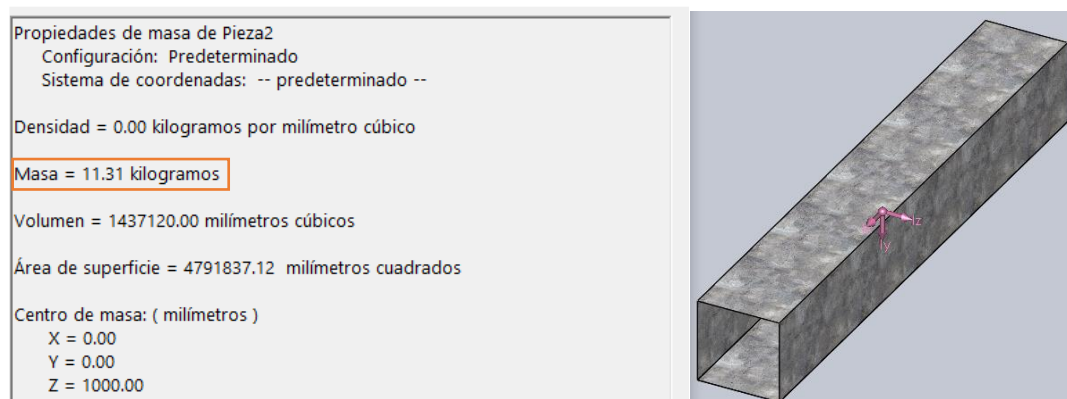 Propiedades de masa de Pieza2
Configuración: Predeterminado
Sistema de coordenadas: -- predeterminado --
Densidad = 0.00 kilogramos por milímetro cúbico
Masa = 11.31 kilogramos
Volumen = 1437120.00 milímetros cúbicos
Área de superficie = 4791837.12 milímetros cuadrados
Centro de masa: ( milímetros )
X = 0.00
Y = 0.00
Z = 1000.00
Iz
Iy